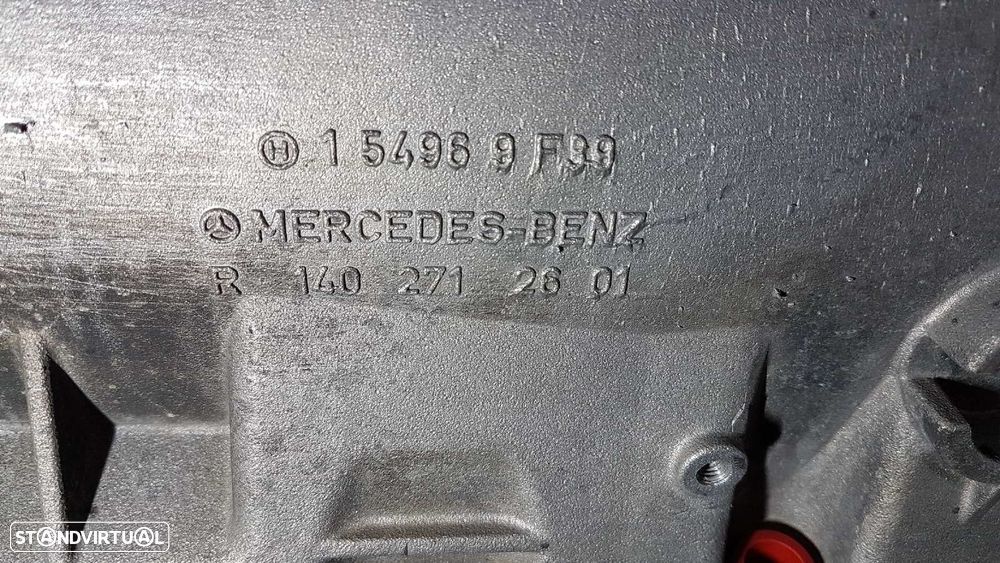 H 1 5496 9 F99
MERCEDES-BENZ
R 140 271 26 01
STANDVIRTUAL